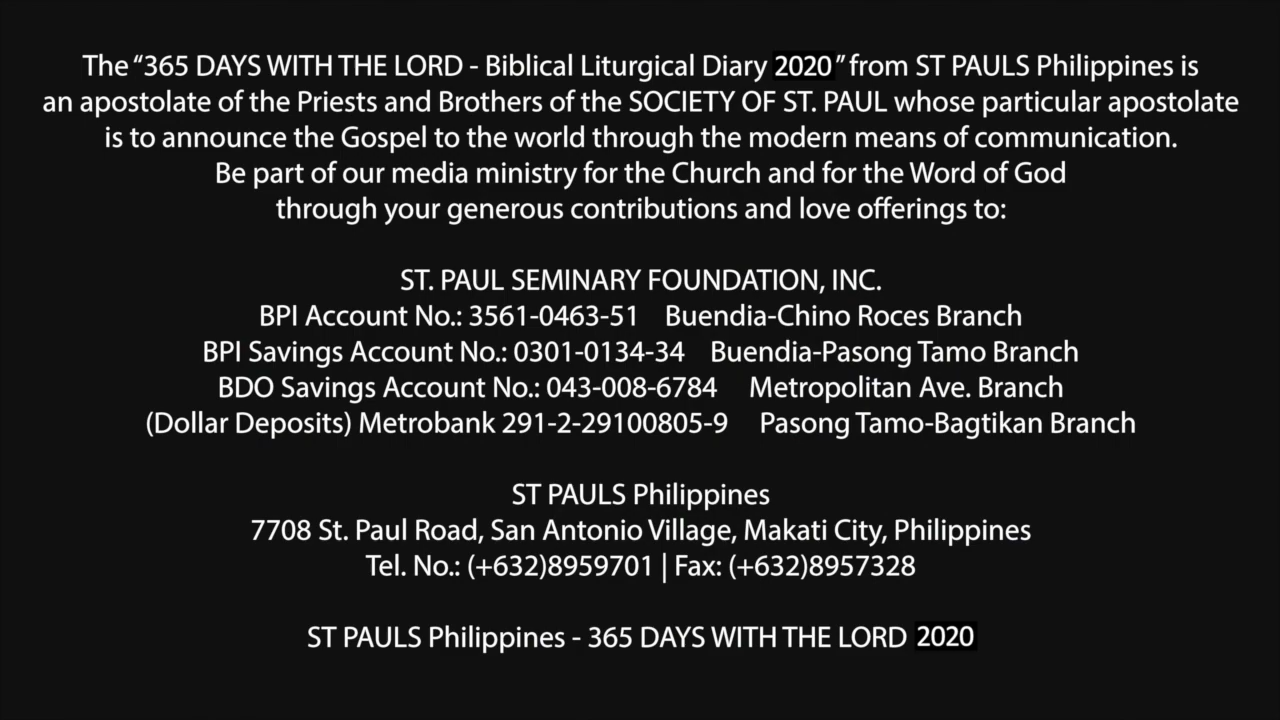 The “365 DAYS WITH THE LORD - Biblical Liturgical Diary 2020” from ST PAULS Philippines is
an apostolate of the Priests and Brothers of the SOCIETY OF ST. PAUL whose particular apostolate
is to announce the Gospel to the world through the modern means of communication.
Be part of our media ministry for the Church and for the Word of God
through your generous contributions and love offerings to:
ST. PAUL SEMINARY FOUNDATION, INC.
BPI Account No.: 3561-0463-51 Buendia-Chino Roces Branch
BPI Savings Account No.: 0301-0134-34 Buendia-Pasong Tamo Branch
BDO Savings Account No.: 043-008-6784 Metropolitan Ave. Branch
(Dollar Deposits) Metrobank 291-2-29100805-9 Pasong Tamo-Bagtikan Branch
ST PAULS Philippines
7708 St. Paul Road, San Antonio Village, Makati City, Philippines
Tel. No.: (+632)8959701 | Fax: (+632)8957328
ST PAULS Philippines - 365 DAYS WITH THE LORD 2020